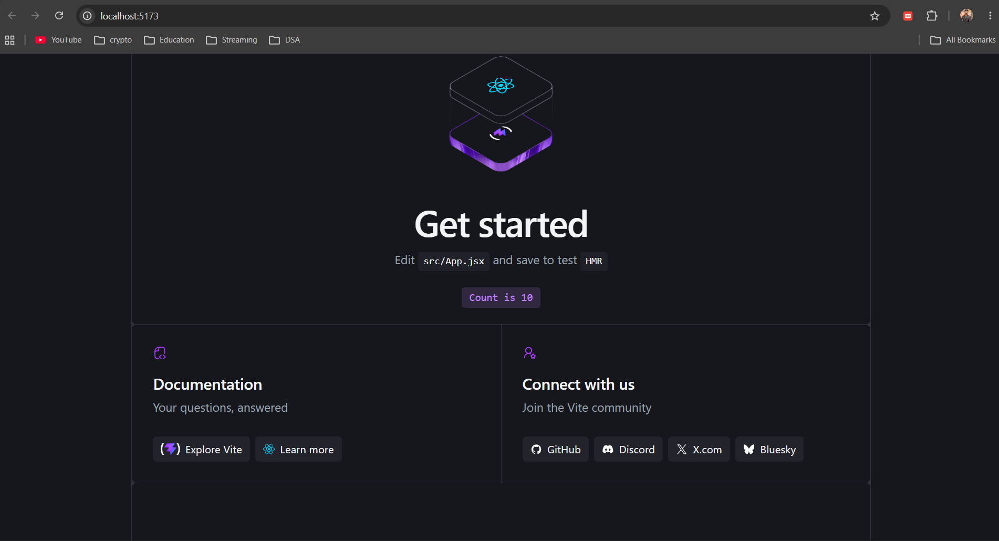 localhost:5173
YouTube crypto Education Streaming DSA All Bookmarks
Get started
Edit src/App.jsx and save to test HMR
Count is 10
Documentation
Your questions, answered
Explore Vite Learn more
Connect with us
Join the Vite community
GitHub Discord X.com Bluesky